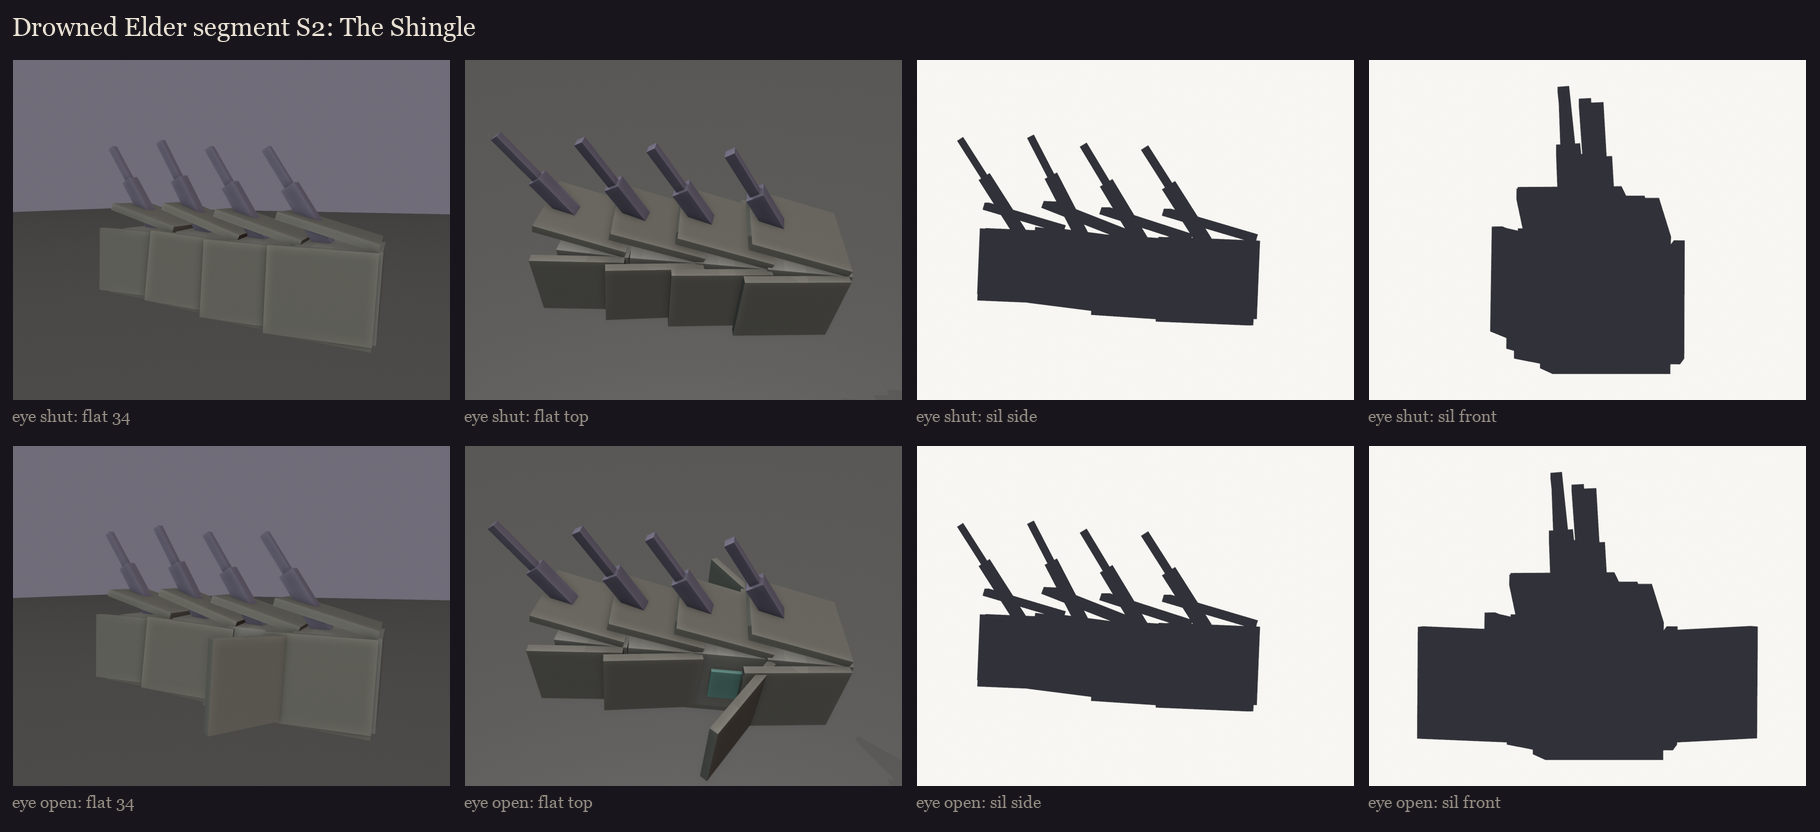 Drowned Elder segment S2: The Shingle
eye shut: flat 34
eye shut: flat top
eye shut: sil side
eye shut: sil front
eye open: flat 34
eye open: flat top
eye open: sil side
eye open: sil front